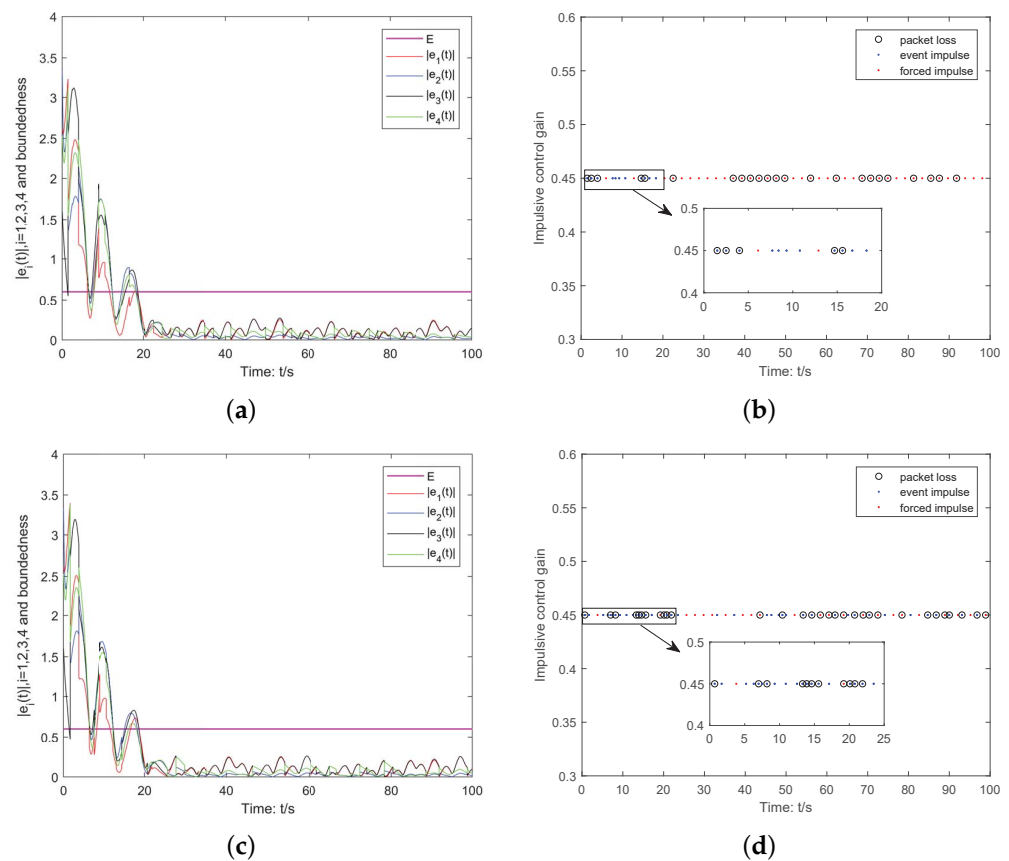 4
3.5
3
2.5
2
1.5
1
0.5
0
|e_i(t)|,i=1,2,3,4 and boundedness
E
|e_1(t)|
|e_2(t)|
|e_3(t)|
|e_4(t)|
0 20 40 60 80 100
Time: t/s
(a)
0.6
0.55
0.5
0.45
0.4
0.35
0.3
Impulsive control gain
packet loss
event impulse
forced impulse
0.5
0.45
0.4
0 5 10 15 20
0 10 20 30 40 50 60 70 80 90 100
Time: t/s
(b)
4
3.5
3
2.5
2
1.5
1
0.5
0
|e_i(t)|,i=1,2,3,4 and boundedness
E
|e_1(t)|
|e_2(t)|
|e_3(t)|
|e_4(t)|
0 20 40 60 80 100
Time: t/s
(c)
0.6
0.55
0.5
0.45
0.4
0.35
0.3
Impulsive control gain
packet loss
event impulse
forced impulse
0.5
0.45
0.4
0 5 10 15 20 25
0 10 20 30 40 50 60 70 80 90 100
Time: t/s
(d)